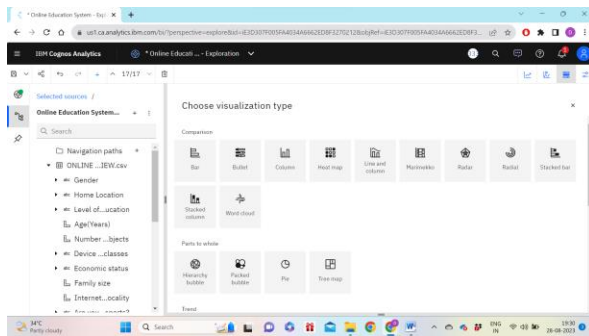 * Online Education System - Expl
us1.ca.analytics.ibm.com/bi/?perspective=explore&id=iE3D307F005FA4034A6662ED8F3270212&objRef=iE3D307F005FA4034A6662ED8F3...
IBM Cognos Analytics
* Online Educati ... - Exploration
17/17
Selected sources /
Online Education System...
Search
Navigation paths
ONLINE ...IEW.csv
Gender
Home Location
Level of...ucation
Age(Years)
Number ...bjects
Device ...classes
Economic status
Family size
Internet...ocality
Choose visualization type
Comparison
Bar
Bullet
Column
Heat map
Line and column
Marimekko
Radar
Radial
Stacked bar
Stacked column
Word cloud
Parts to whole
Hierarchy bubble
Packed bubble
Pie
Tree map
Trend
34°C
Partly cloudy
Search
ENG
IN
19:30
26-08-2023